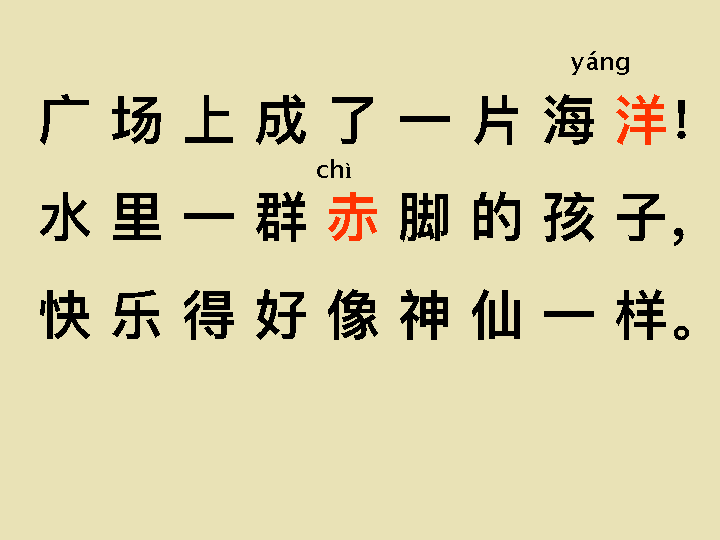 yáng
广场上成了一片海洋!
chì
水里一群赤脚的孩子,
快乐得好像神仙一样。